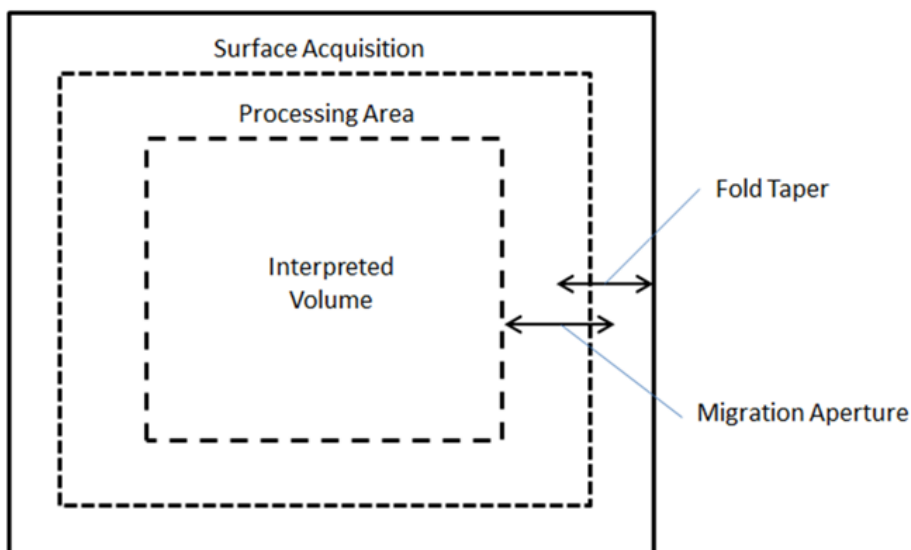 Surface Acquisition
Processing Area
Fold Taper
Interpreted
Volume
Migration Aperture